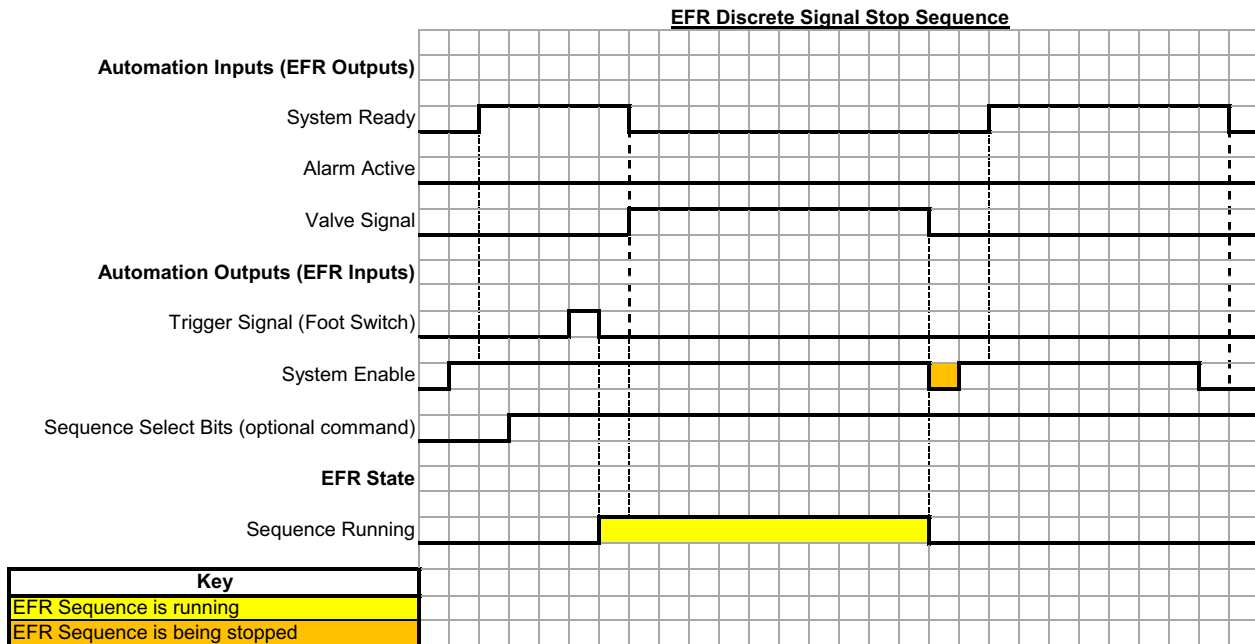 EFR Discrete Signal Stop Sequence
Automation Inputs (EFR Outputs)
System Ready
Alarm Active
Valve Signal
Automation Outputs (EFR Inputs)
Trigger Signal (Foot Switch)
System Enable
Sequence Select Bits (optional command)
EFR State
Sequence Running
Key
EFR Sequence is running
EFR Sequence is being stopped